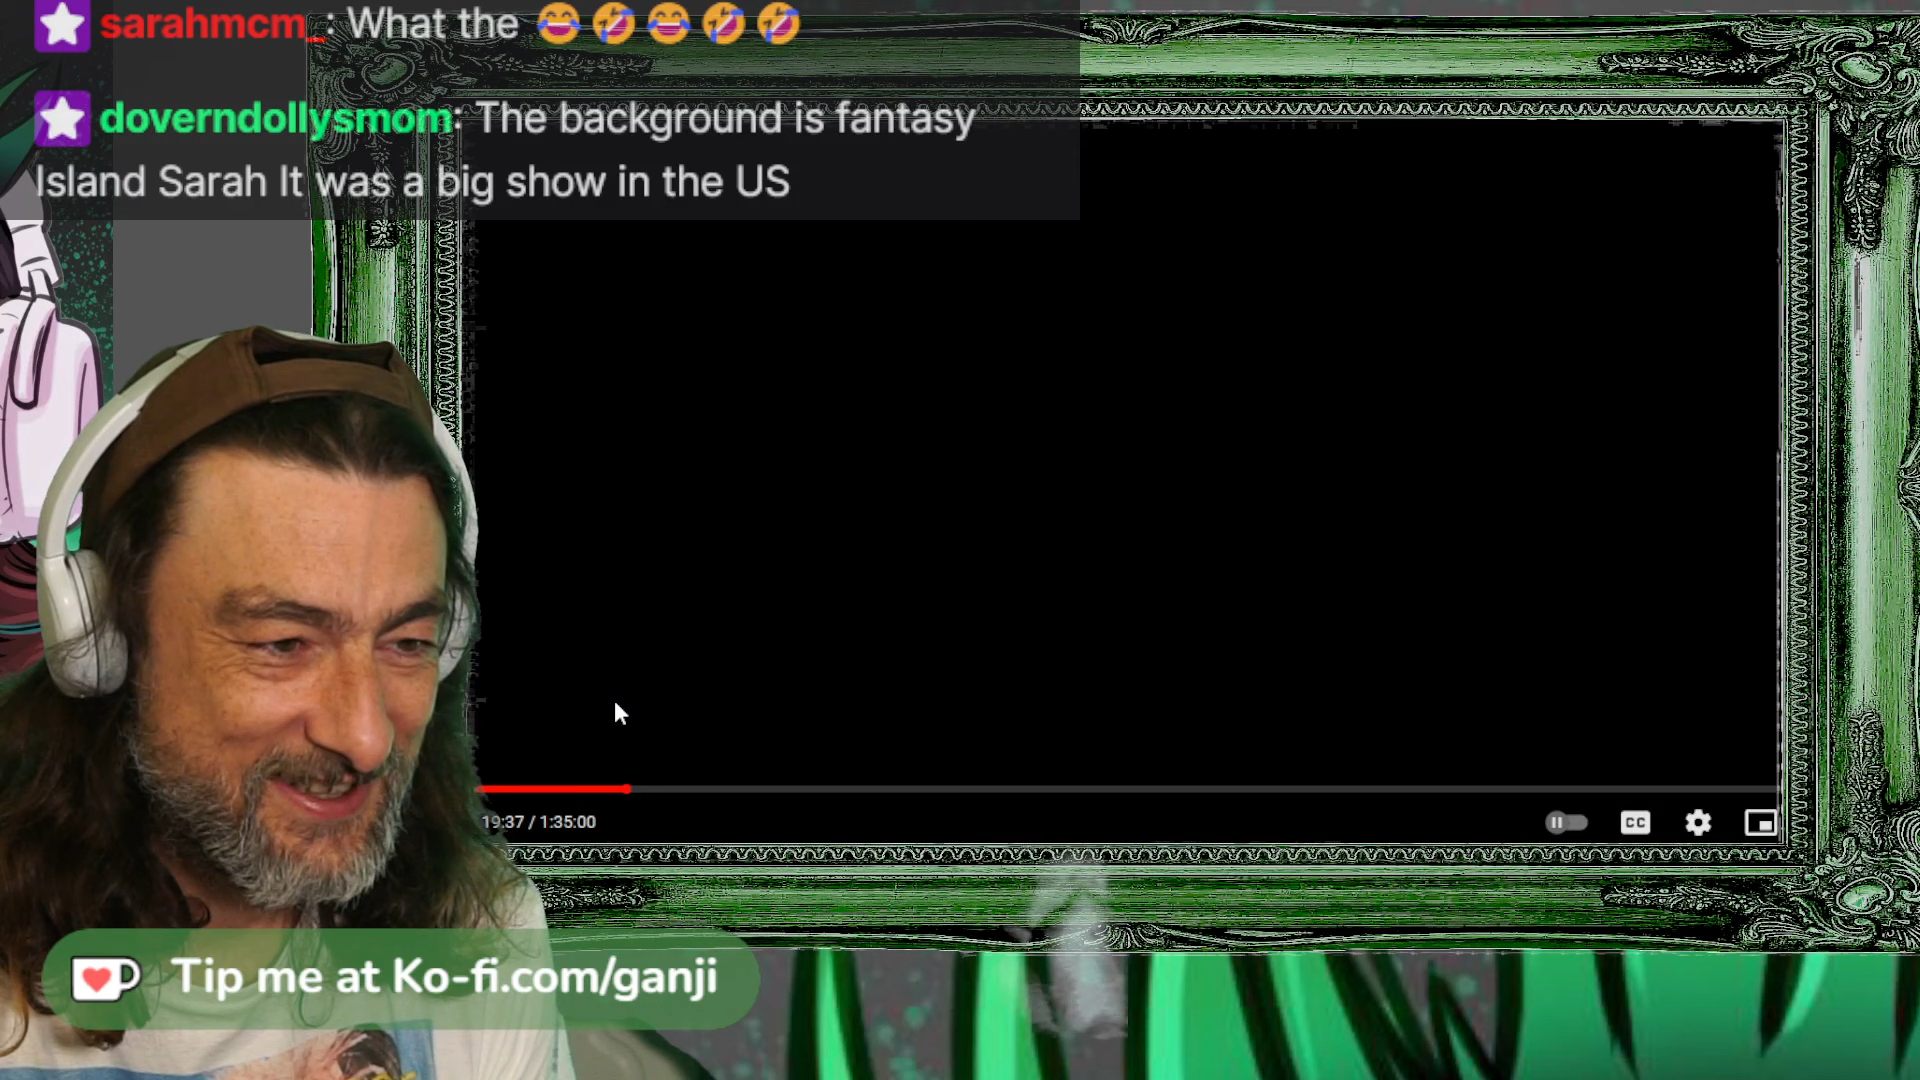 sarahmcm_: What the 😂 🤣 😂 🤣 🤣
doverndollysmom: The background is fantasy
Island Sarah It was a big show in the US
19:37 / 1:35:00
CC
Tip me at Ko-fi.com/ganji